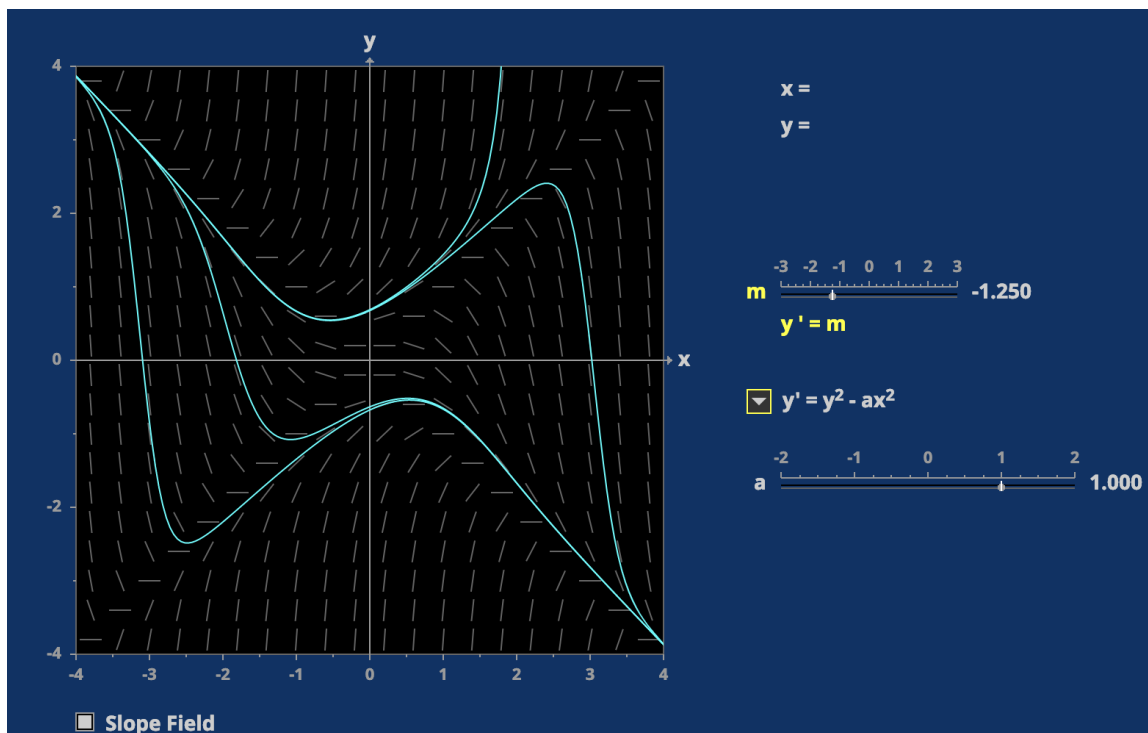 y
4
2
0
-2
-4
-4 -3 -2 -1 0 1 2 3 4
x
Slope Field
x =
y =
-3 -2 -1 0 1 2 3
m -1.250
y ' = m
y' = y² - ax²
-2 -1 0 1 2
a 1.000